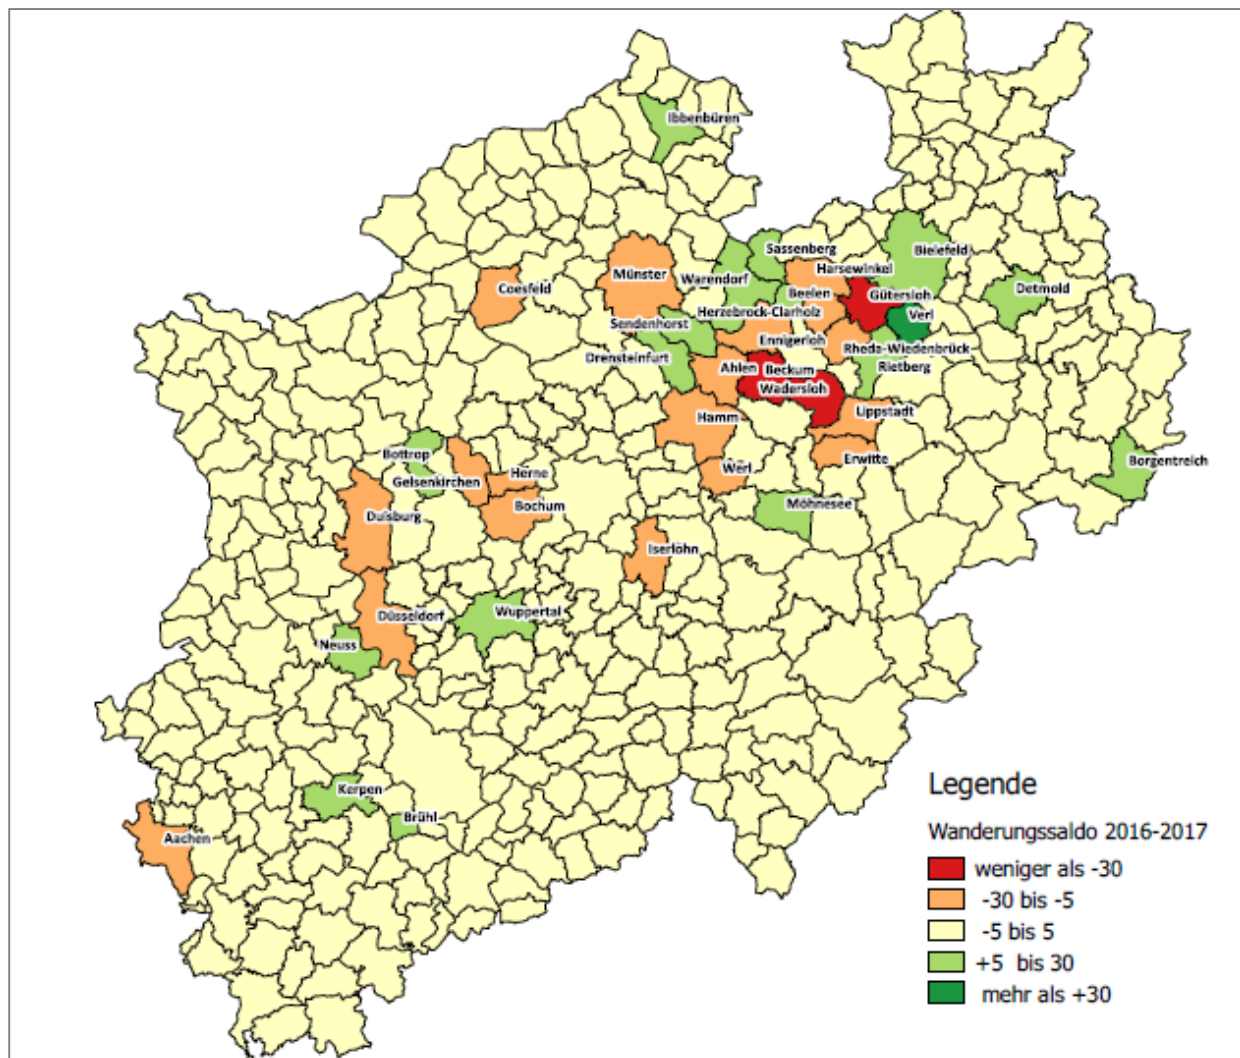 Ibbenbüren
Sassenberg
Bielefeld
Münster
Warendorf
Harsewinkel
Coesfeld
Beelen
Gütersloh
Detmold
Herzebrock-Clarholz
Verl
Sendenhorst
Ennigerloh
Drensteinfurt
Rheda-Wiedenbrück
Ahlen
Beckum
Rietberg
Wadersloh
Hamm
Lippstadt
Bottrop
Erwitte
Borgentreich
Herne
Werl
Gelsenkirchen
Bochum
Möhnesee
Duisburg
Iserlohn
Wuppertal
Düsseldorf
Neuss
Kerpen
Brühl
Aachen
Legende
Wanderungssaldo 2016-2017
weniger als -30
-30 bis -5
-5 bis 5
+5 bis 30
mehr als +30